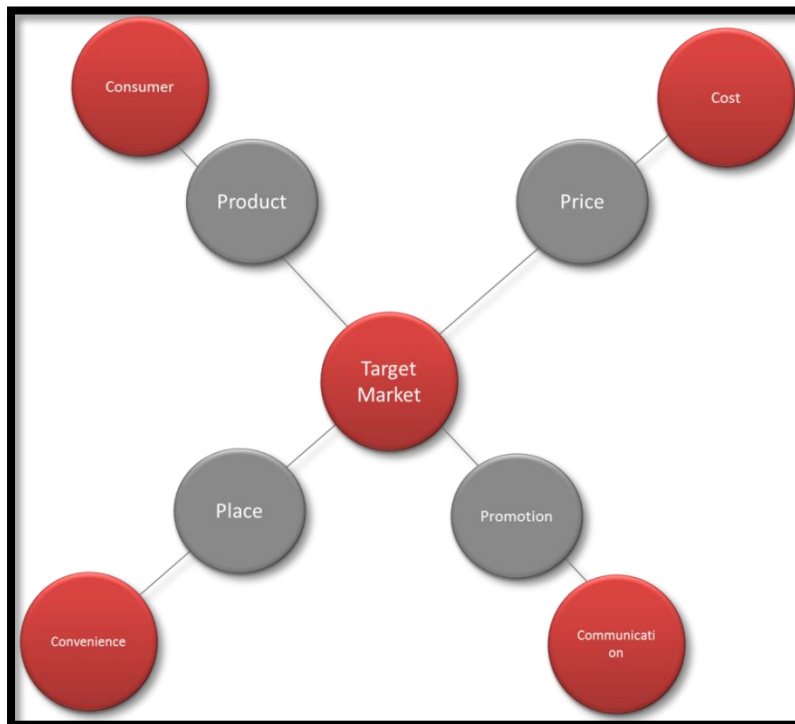 Consumer
Cost
Product
Price
Target
Market
Place
Promotion
Convenience
Communicati
on